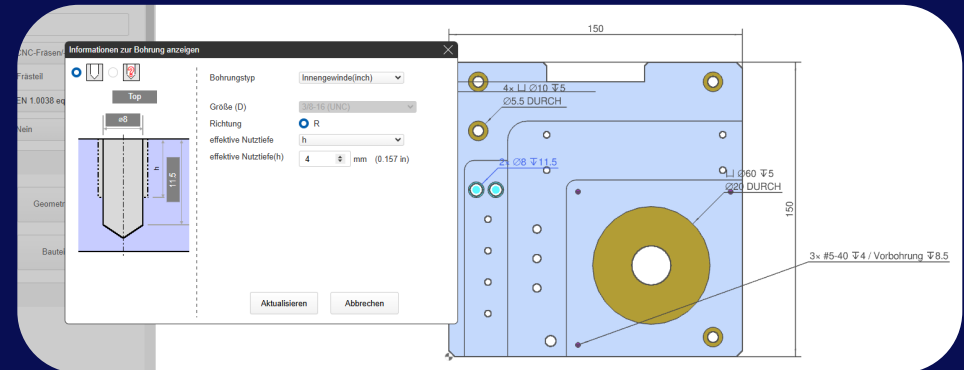 CNC-Fräsen/
Frästeil
EN 1.0038 eq
Nein
Geometr
Bautei
Informationen zur Bohrung anzeigen
Top
ø8
h
11.5
Bohrungstyp Innengewinde(inch)
Größe (D) 3/8-16 (UNC)
Richtung R
effektive Nutztiefe h
effektive Nutztiefe(h) 4 mm (0.157 in)
Aktualisieren Abbrechen
150
4× ⌴ ∅10 ↧5
∅5.5 DURCH
2× ∅8 ↧11.5
⌴ ∅60 ↧5
∅20 DURCH
150
3× #5-40 ↧4 / Vorbohrung ↧8.5